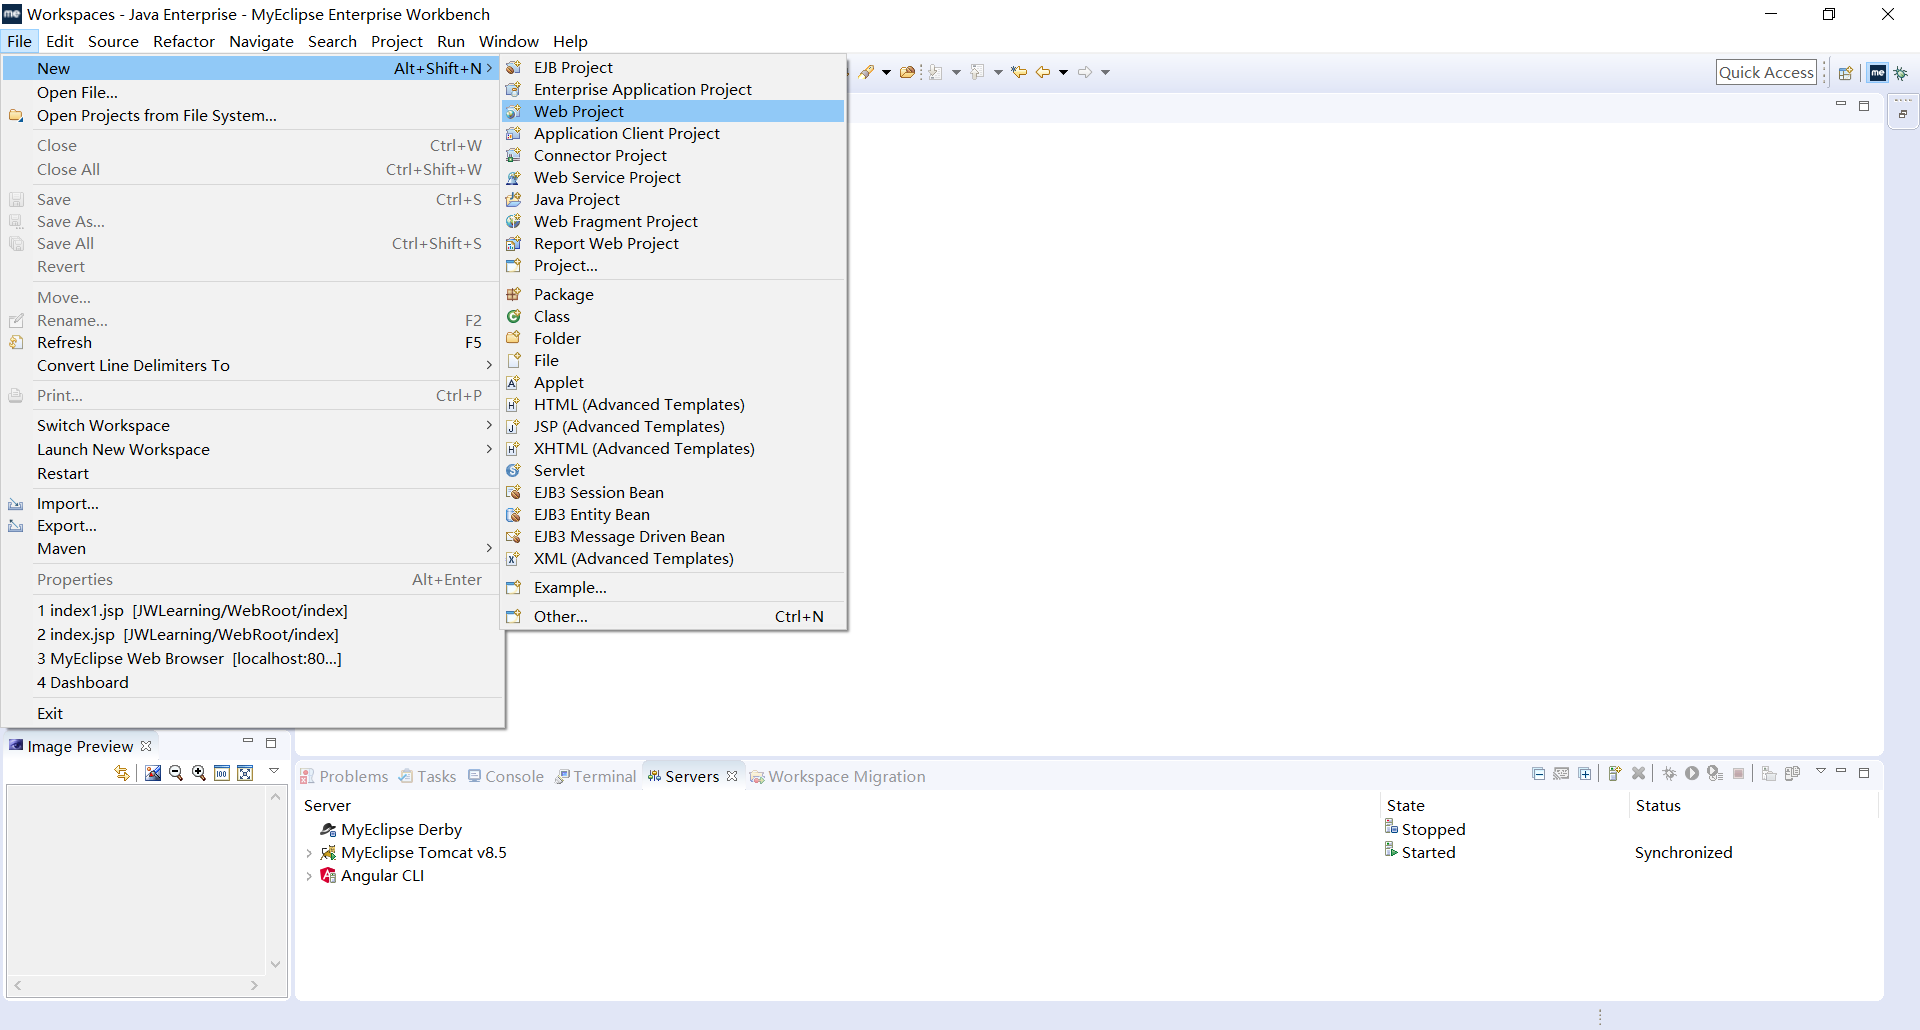 Workspaces - Java Enterprise - MyEclipse Enterprise Workbench
File Edit Source Refactor Navigate Search Project Run Window Help
New Alt+Shift+N
Open File...
Open Projects from File System...
Close Ctrl+W
Close All Ctrl+Shift+W
Save Ctrl+S
Save As...
Save All Ctrl+Shift+S
Revert
Move...
Rename... F2
Refresh F5
Convert Line Delimiters To
Print... Ctrl+P
Switch Workspace
Launch New Workspace
Restart
Import...
Export...
Maven
Properties Alt+Enter
1 index1.jsp [JWLearning/WebRoot/index]
2 index.jsp [JWLearning/WebRoot/index]
3 MyEclipse Web Browser [localhost:80...]
4 Dashboard
Exit
EJB Project
Enterprise Application Project
Web Project
Application Client Project
Connector Project
Web Service Project
Java Project
Web Fragment Project
Report Web Project
Project...
Package
Class
Folder
File
Applet
HTML (Advanced Templates)
JSP (Advanced Templates)
XHTML (Advanced Templates)
Servlet
EJB3 Session Bean
EJB3 Entity Bean
EJB3 Message Driven Bean
XML (Advanced Templates)
Example...
Other... Ctrl+N
Quick Access
Image Preview
Problems Tasks Console Terminal Servers Workspace Migration
Server State Status
MyEclipse Derby Stopped
MyEclipse Tomcat v8.5 Started Synchronized
Angular CLI